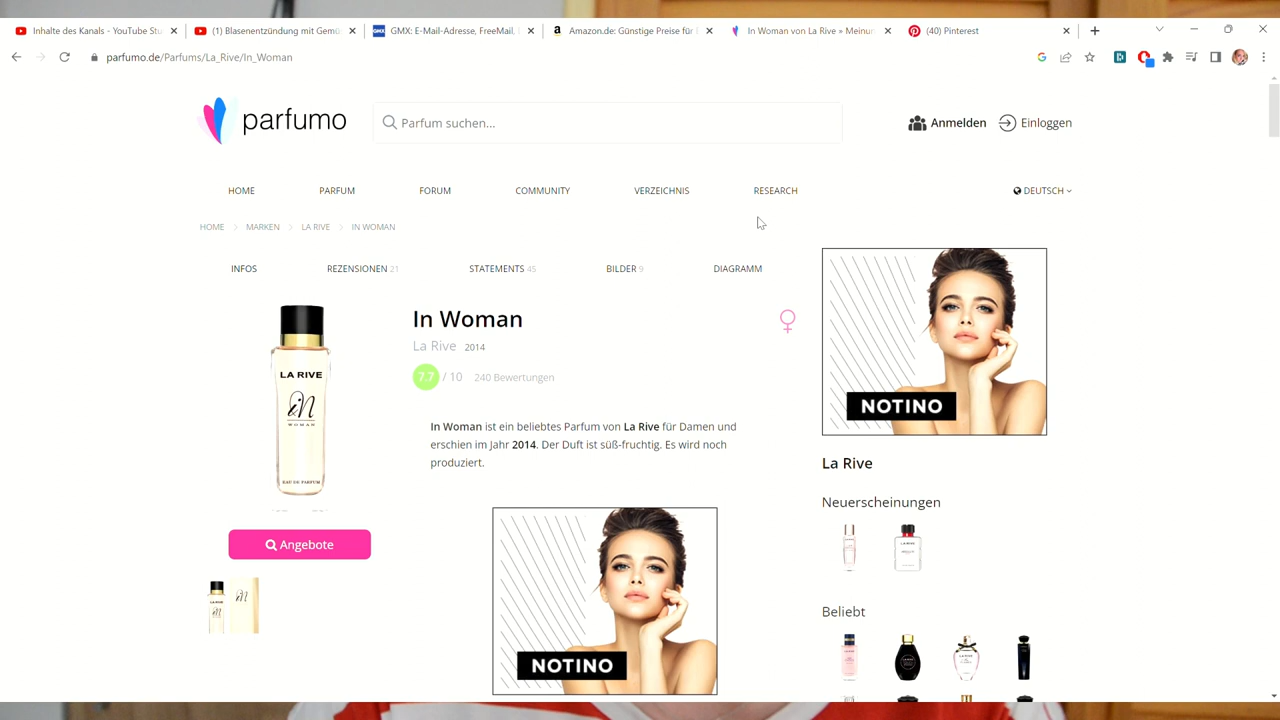 Inhalte des Kanals - YouTube Stu
(1) Blasenentzündung mit Gemü
GMX: E-Mail-Adresse, FreeMail,
Amazon.de: Günstige Preise für
In Woman von La Rive » Meinun
(40) Pinterest
parfumo.de/Parfums/La_Rive/In_Woman
parfumo
Parfum suchen...
Anmelden
Einloggen
HOME
PARFUM
FORUM
COMMUNITY
VERZEICHNIS
RESEARCH
DEUTSCH
HOME > MARKEN > LA RIVE > IN WOMAN
INFOS
REZENSIONEN 21
STATEMENTS 45
BILDER 9
DIAGRAMM
LA RIVE
iN
WOMAN
EAU DE PARFUM
In Woman
La Rive 2014
7.7 / 10 240 Bewertungen
In Woman ist ein beliebtes Parfum von La Rive für Damen und
erschien im Jahr 2014. Der Duft ist süß-fruchtig. Es wird noch
produziert.
Angebote
NOTINO
NOTINO
La Rive
Neuerscheinungen
Beliebt